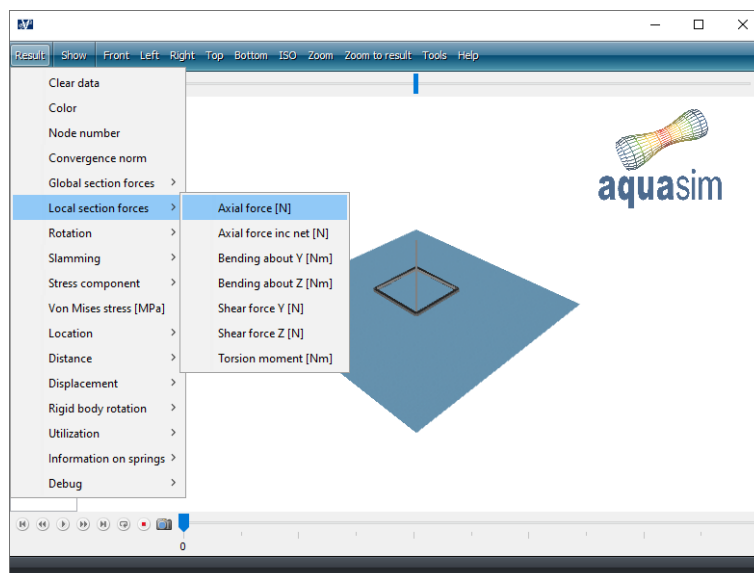 Result Show Front Left Right Top Bottom ISO Zoom Zoom to result Tools Help
Clear data
Color
Node number
Convergence norm
Global section forces
Local section forces
Rotation
Slamming
Stress component
Von Mises stress [MPa]
Location
Distance
Displacement
Rigid body rotation
Utilization
Information on springs
Debug
Axial force [N]
Axial force inc net [N]
Bending about Y [Nm]
Bending about Z [Nm]
Shear force Y [N]
Shear force Z [N]
Torsion moment [Nm]
aquasim
0